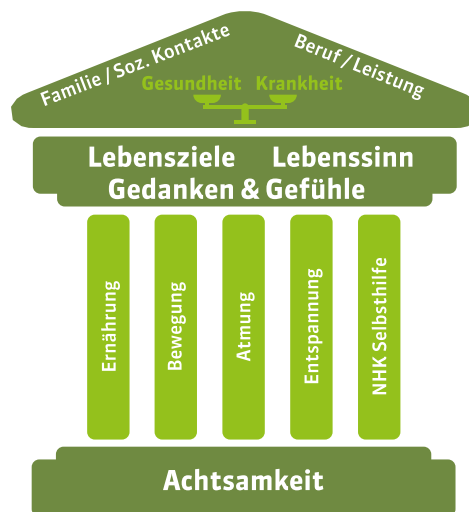 Familie / Soz. Kontakte
Beruf / Leistung
Gesundheit Krankheit
Lebensziele Lebenssinn
Gedanken & Gefühle
Ernährung
Bewegung
Atmung
Entspannung
NHK Selbsthilfe
Achtsamkeit